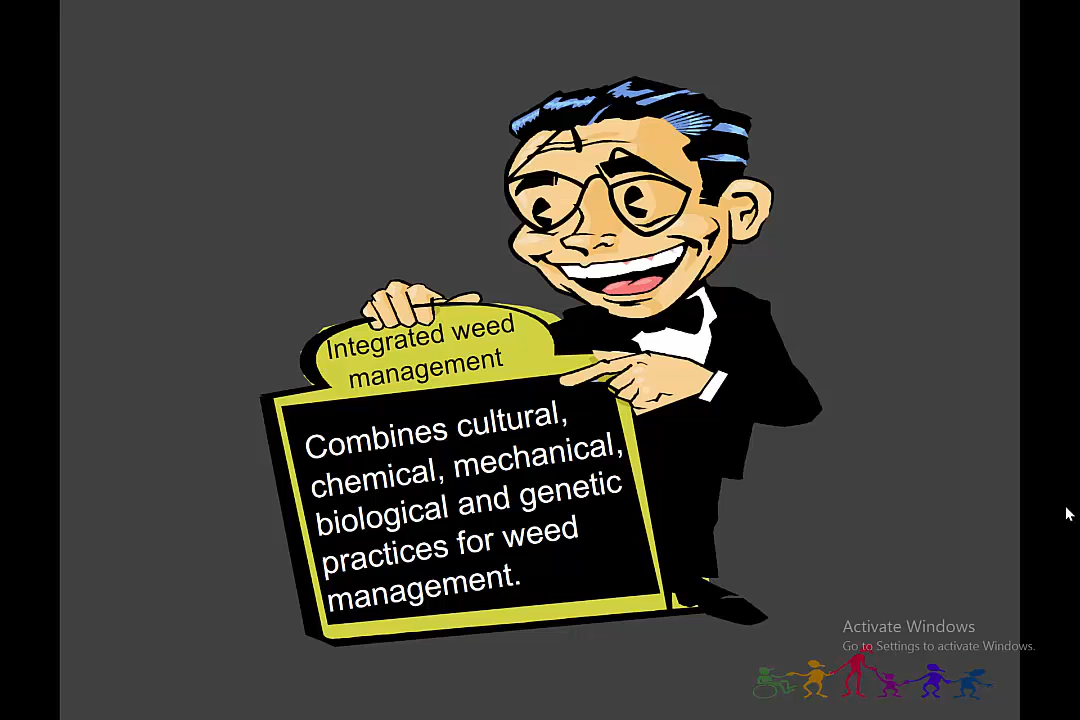 Integrated weed
management
Combines cultural,
chemical, mechanical,
biological and genetic
practices for weed
management.
Activate Windows
Go to Settings to activate Windows.